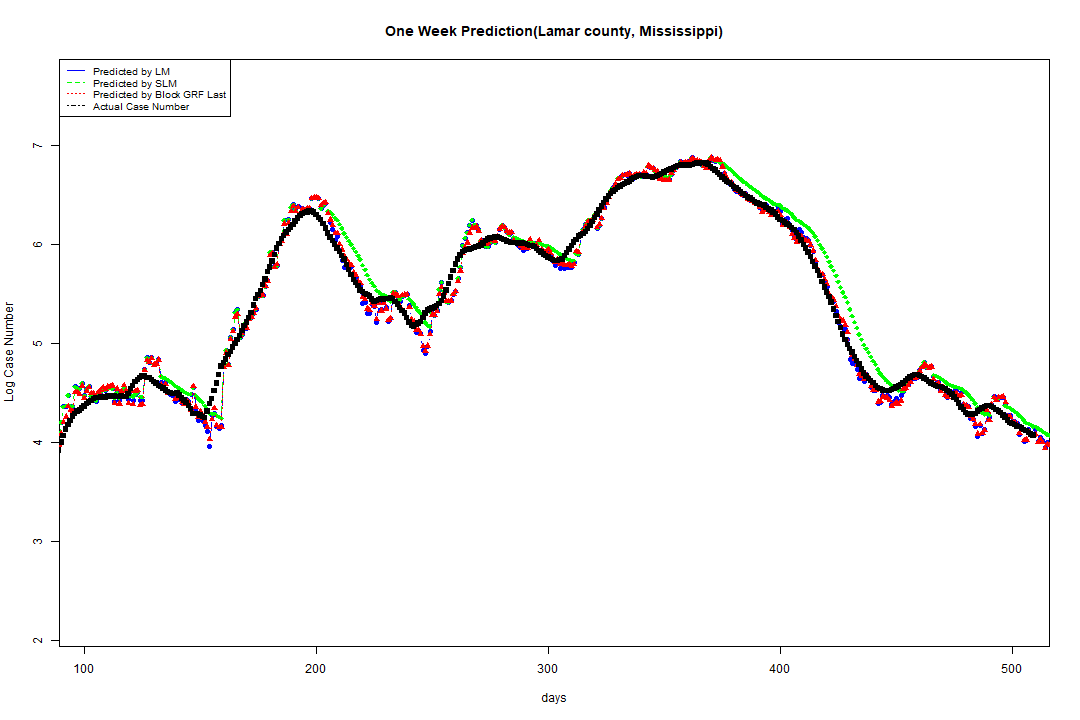 One Week Prediction(Lamar county, Mississippi)
Predicted by LM
Predicted by SLM
Predicted by Block GRF Last
Actual Case Number
7
6
5
4
3
2
Log Case Number
100 200 300 400 500
days